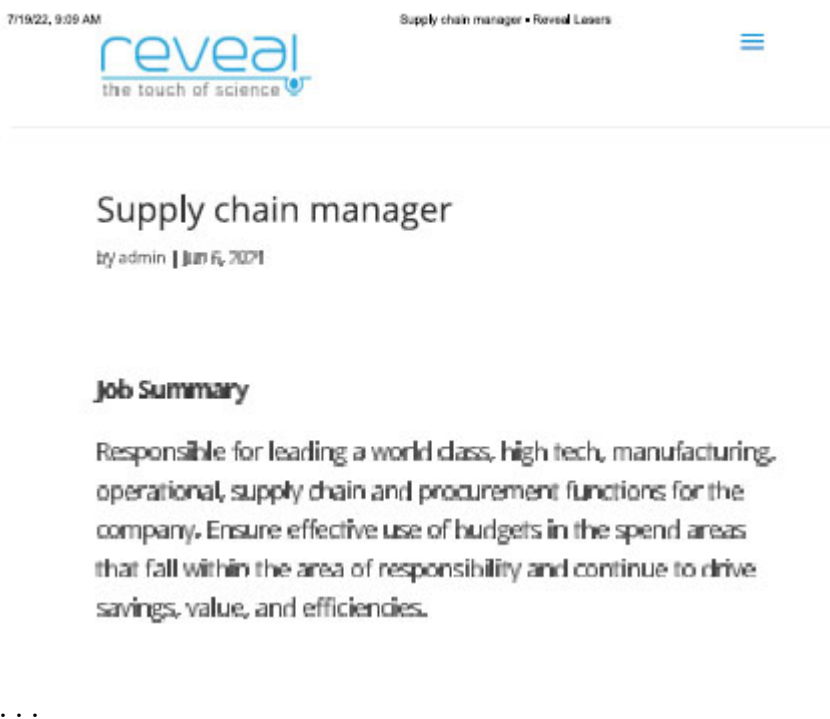 7/19/22, 9:09 AM Supply chain manager • Reveal Lasers
reveal
the touch of science
Supply chain manager
by admin | Jun 6, 2021
Job Summary
Responsible for leading a world class, high tech, manufacturing,
operational, supply chain and procurement functions for the
company. Ensure effective use of budgets in the spend areas
that fall within the area of responsibility and continue to drive
savings, value, and efficiencies.
. . .